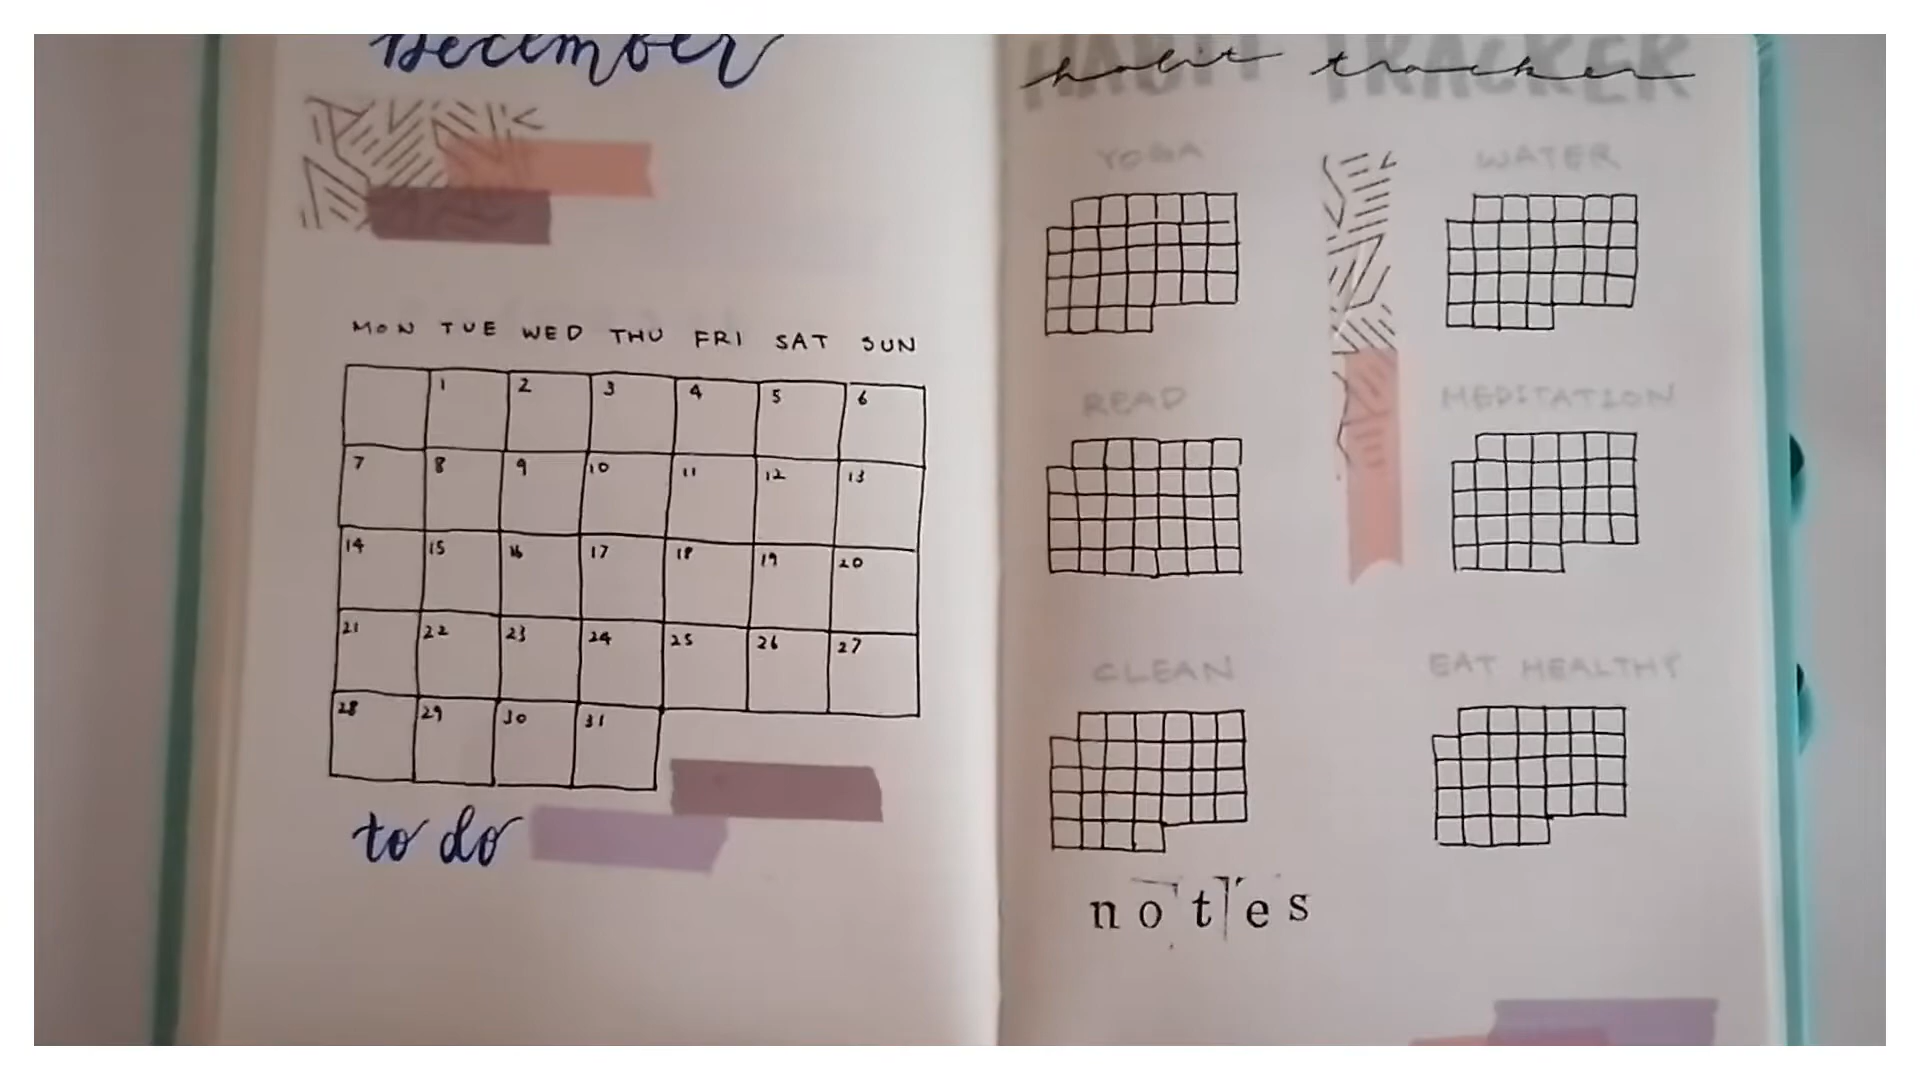 December
MON TUE WED THU FRI SAT SUN
1 2 3 4 5 6
7 8 9 10 11 12 13
14 15 16 17 18 19 20
21 22 23 24 25 26 27
28 29 30 31
to do
HABIT TRACKER
habit tracker
YOGA WATER
READ MEDITATION
CLEAN EAT HEALTHY
notes